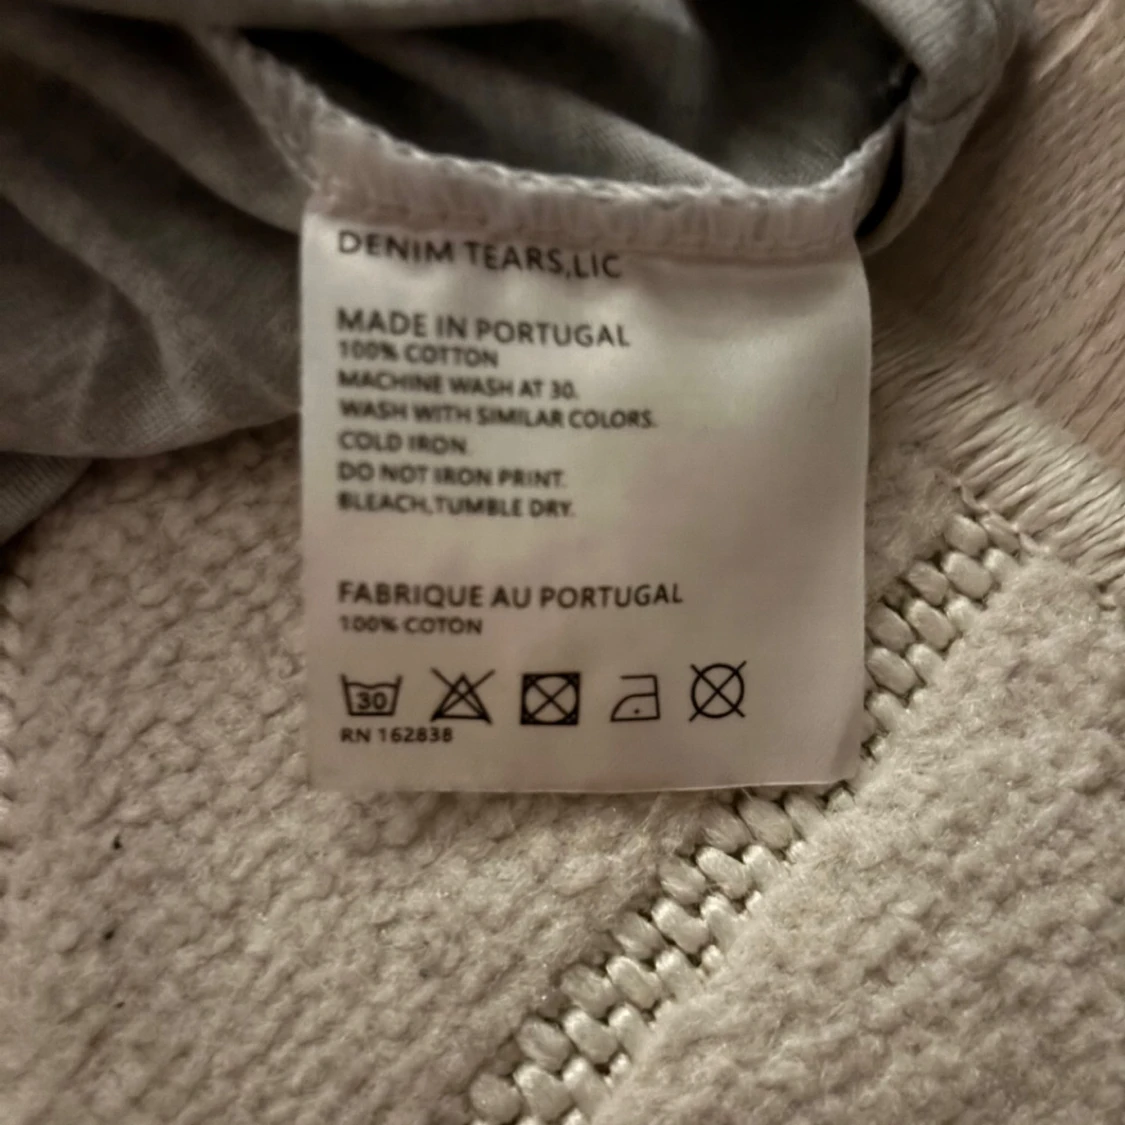 DENIM TEARS,LIC
MADE IN PORTUGAL
100% COTTON
MACHINE WASH AT 30.
WASH WITH SIMILAR COLORS.
COLD IRON.
DO NOT IRON PRINT.
BLEACH,TUMBLE DRY.
FABRIQUE AU PORTUGAL
100% COTON
30
RN 162838